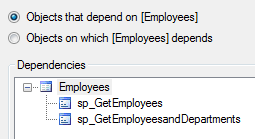 Objects that depend on [Employees]
Objects on which [Employees] depends
Dependencies
Employees
sp_GetEmployees
sp_GetEmployeesandDepartments